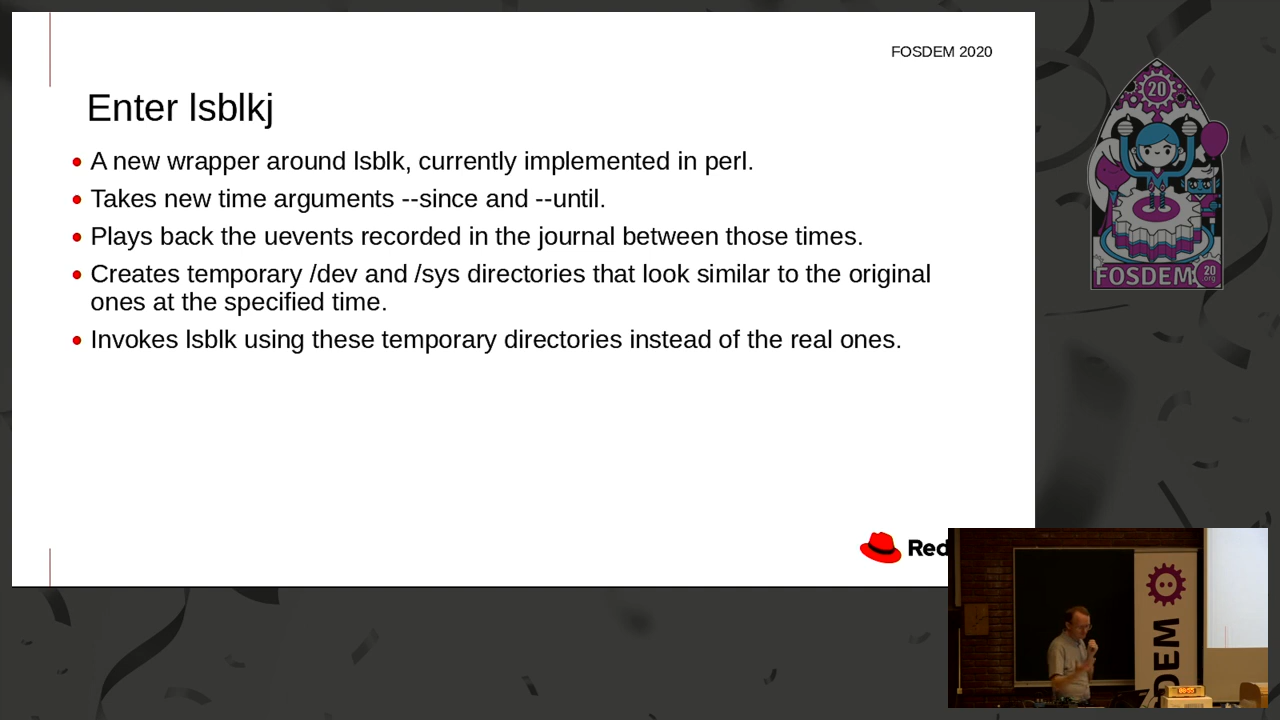 FOSDEM 2020
Enter lsblkj
A new wrapper around lsblk, currently implemented in perl.
Takes new time arguments --since and --until.
Plays back the uevents recorded in the journal between those times.
Creates temporary /dev and /sys directories that look similar to the original
ones at the specified time.
Invokes lsblk using these temporary directories instead of the real ones.
Red
20
FOSDEM
20
org
DEM